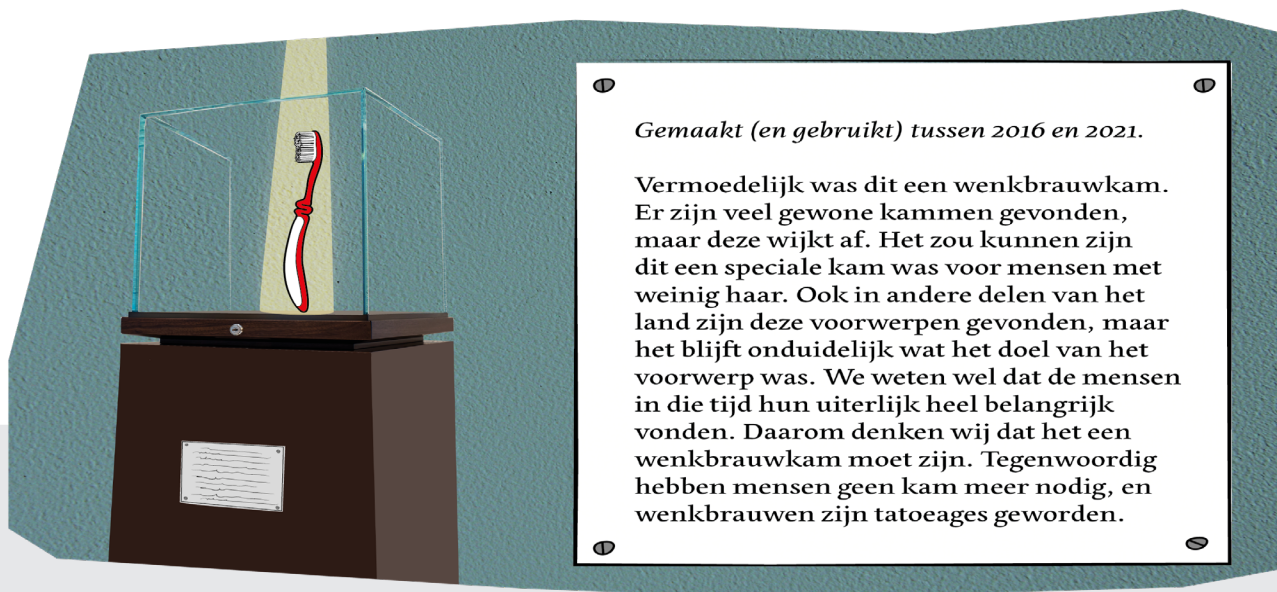 Gemaakt (en gebruikt) tussen 2016 en 2021.
Vermoedelijk was dit een wenkbrauwkam.
Er zijn veel gewone kammen gevonden,
maar deze wijkt af. Het zou kunnen zijn
dit een speciale kam was voor mensen met
weinig haar. Ook in andere delen van het
land zijn deze voorwerpen gevonden, maar
het blijft onduidelijk wat het doel van het
voorwerp was. We weten wel dat de mensen
in die tijd hun uiterlijk heel belangrijk
vonden. Daarom denken wij dat het een
wenkbrauwkam moet zijn. Tegenwoordig
hebben mensen geen kam meer nodig, en
wenkbrauwen zijn tatoeages geworden.